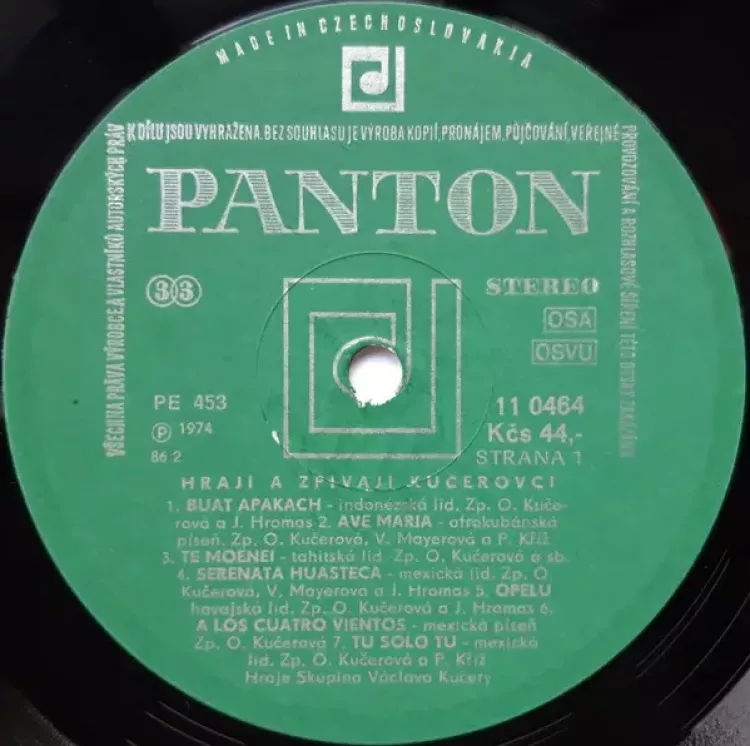 MADE IN CZECHOSLOVAKIA
VŠECHNA PRÁVA VÝROBCE A VLASTNÍKŮ AUTORSKÝCH PRÁV
K DÍLU JSOU VYHRAŽENA. BEZ SOUHLASU JE VÝROBA KOPIÍ, PRONÁJEM, PŮJČOVÁNÍ, VEŘEJNÉ
PROVOZOVÁNÍ A ROZHLASOVÉ ŠÍŘENÍ TÉTO DESKY ZAKÁZÁNO
PANTON
33
STEREO
OSA
OSVU
PE 453
11 0464
Ⓟ 1974
Kčs 44,-
86 2
STRANA 1
HRAJÍ A ZPÍVAJÍ KUČEROVCI
1. BUAT APAKACH - indonézská lid. Zp. O. Kuče-
rová a J. Hromas 2. AVE MARIA - afrokubánská
píseň. Zp. O. Kučerová, V. Mayerová a P. Kříž
3. TE MOENEI - tahitská lid. Zp. O. Kučerová a sb.
4. SERENATA HUASTECA - mexická lid. Zp. O.
Kučerová, V. Mayerová a J. Hromas 5. OPELU
havajská lid. Zp. O. Kučerová a J. Hromas 6.
A LOS CUATRO VIENTOS - mexická píseň
Zp. O. Kučerová 7. TU SOLO TU - mexická
lid. Zp. O. Kučerová a P. Kříž
Hraje Skupina Václava Kučery